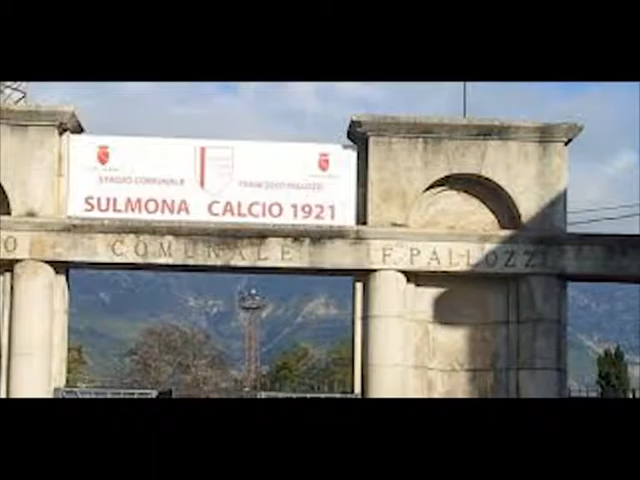 STADIO COMUNALE
FRANCESCO PALLOZZI
SULMONA CALCIO 1921
O COMUNALE F. PALLOZZI